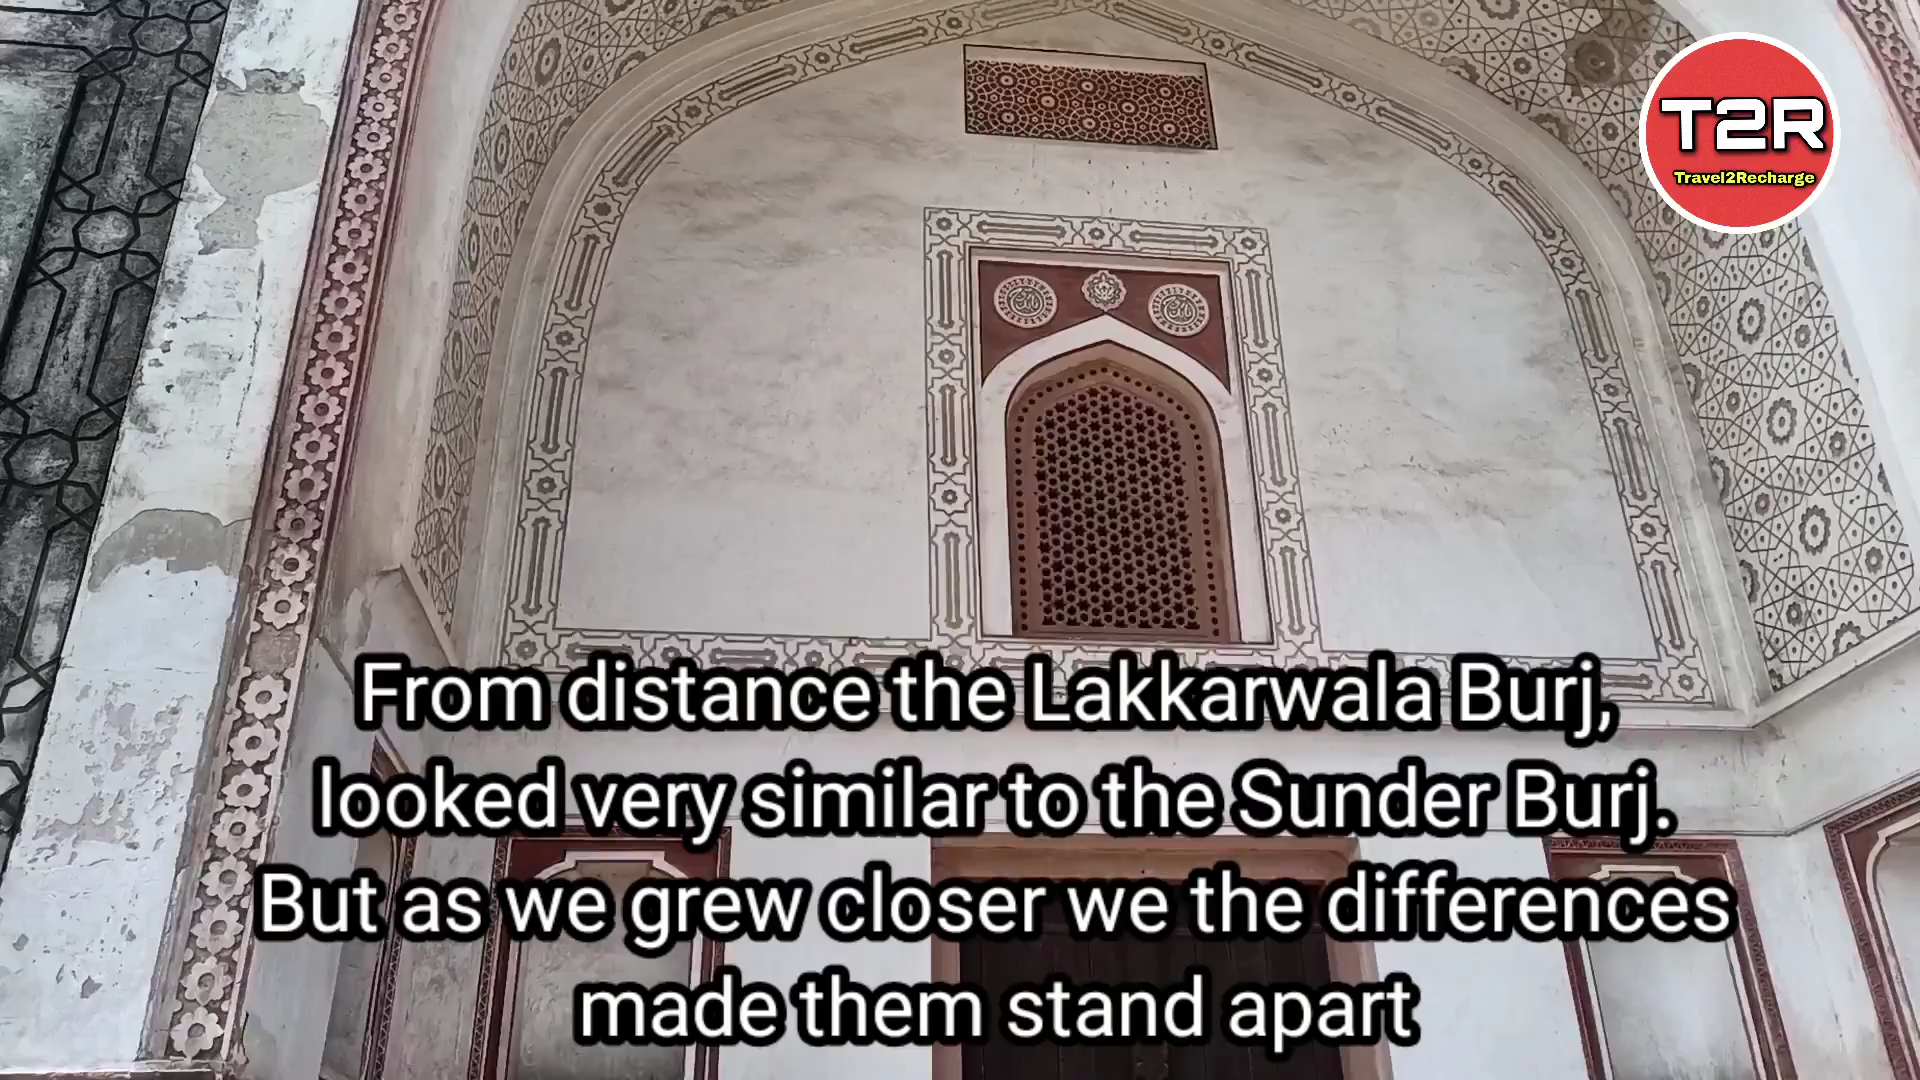 T2R
Travel2Recharge
From distance the Lakkarwala Burj,
looked very similar to the Sunder Burj.
But as we grew closer we the differences
made them stand apart